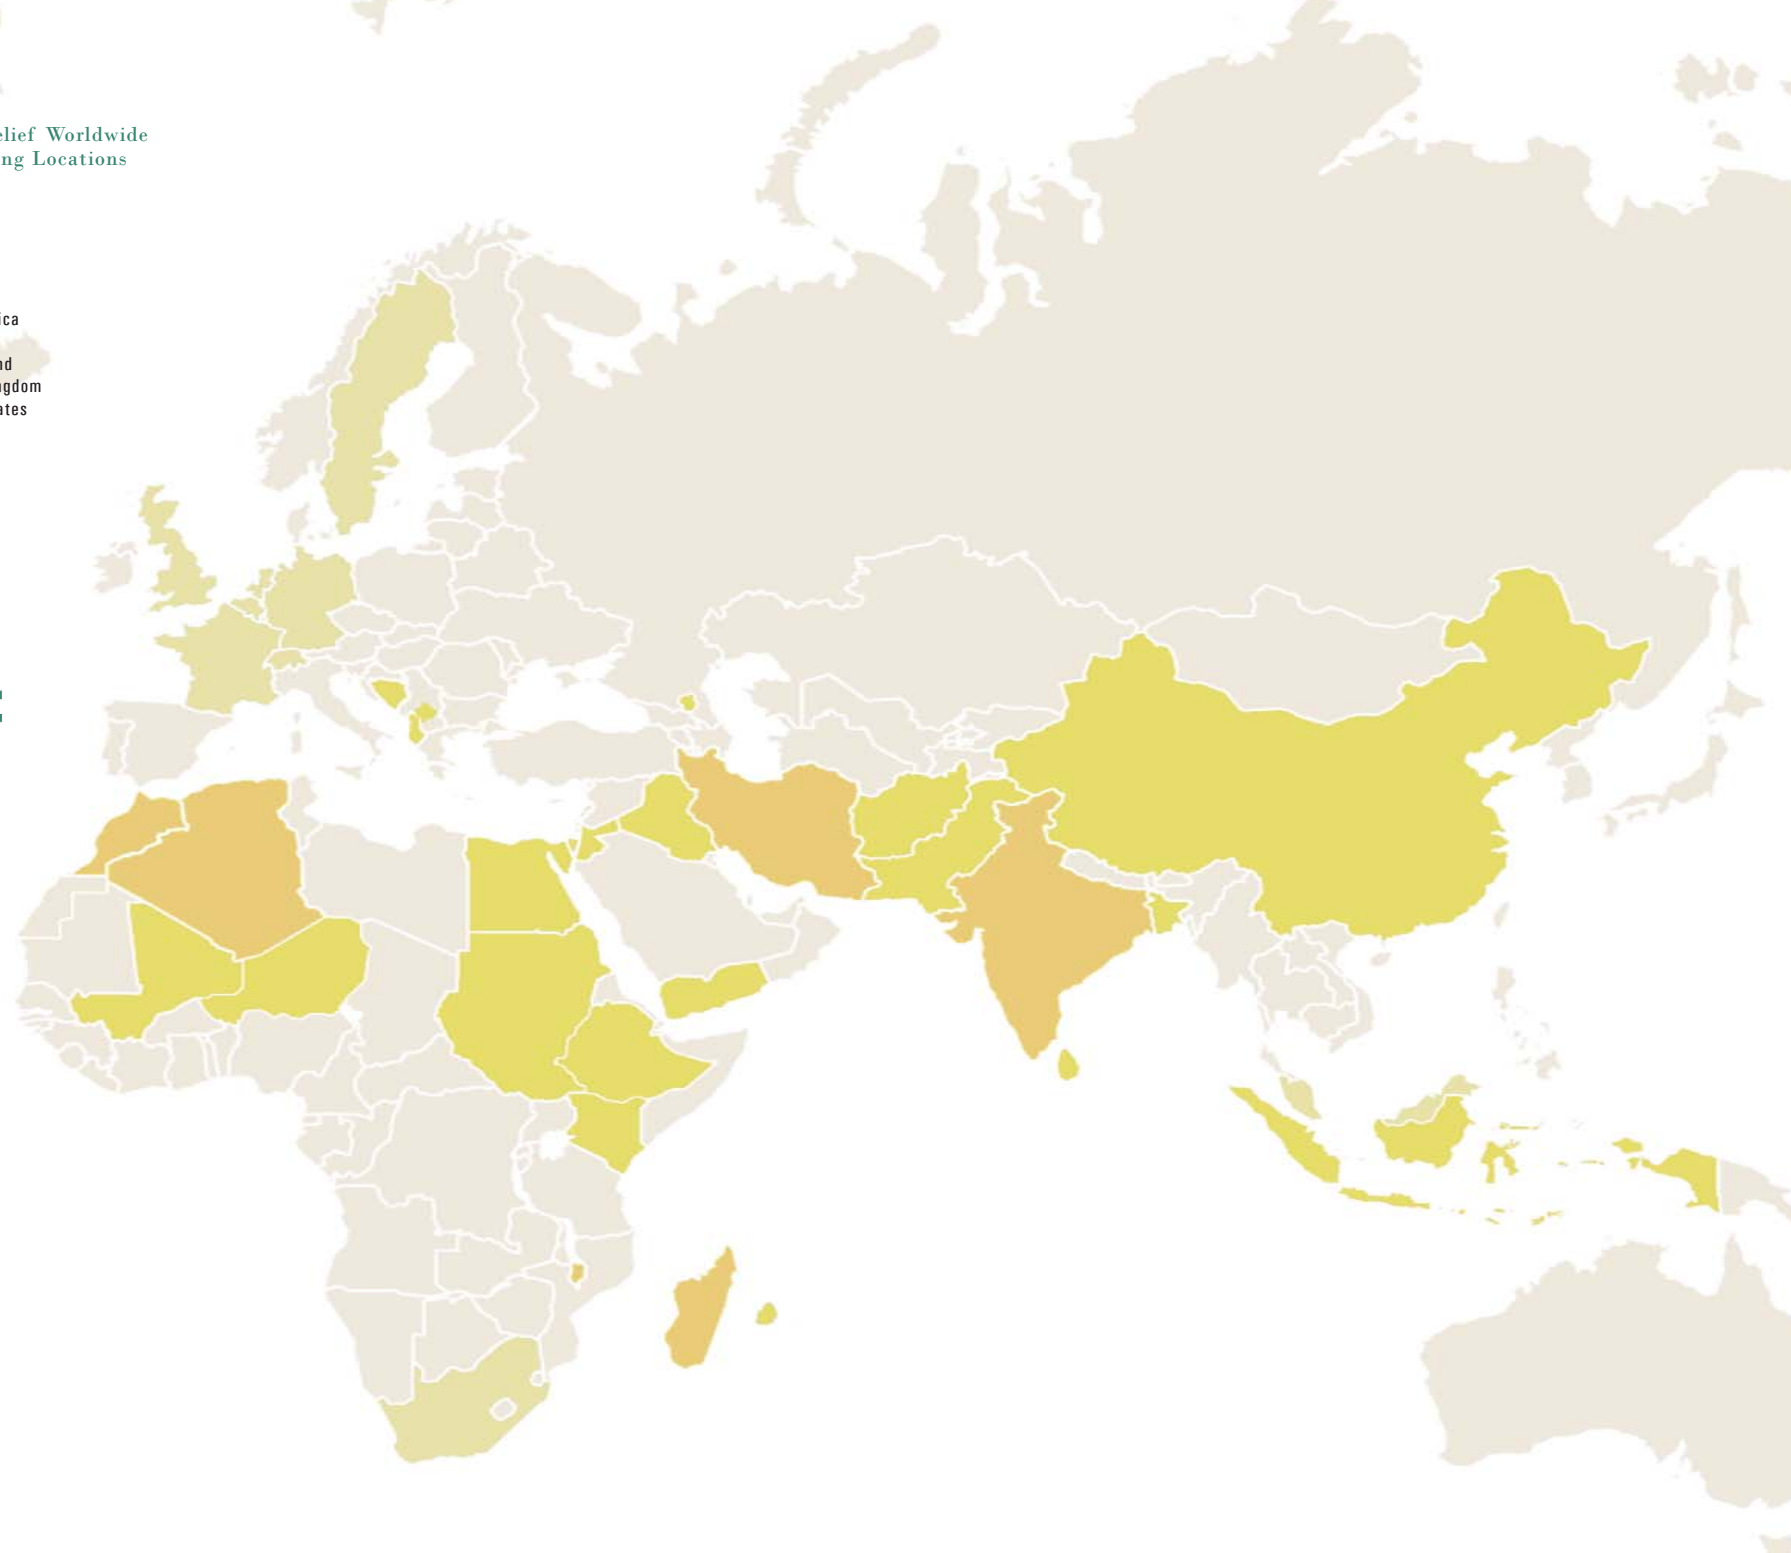 elief Worldwide
ng Locations
ica
nd
gdom
ates